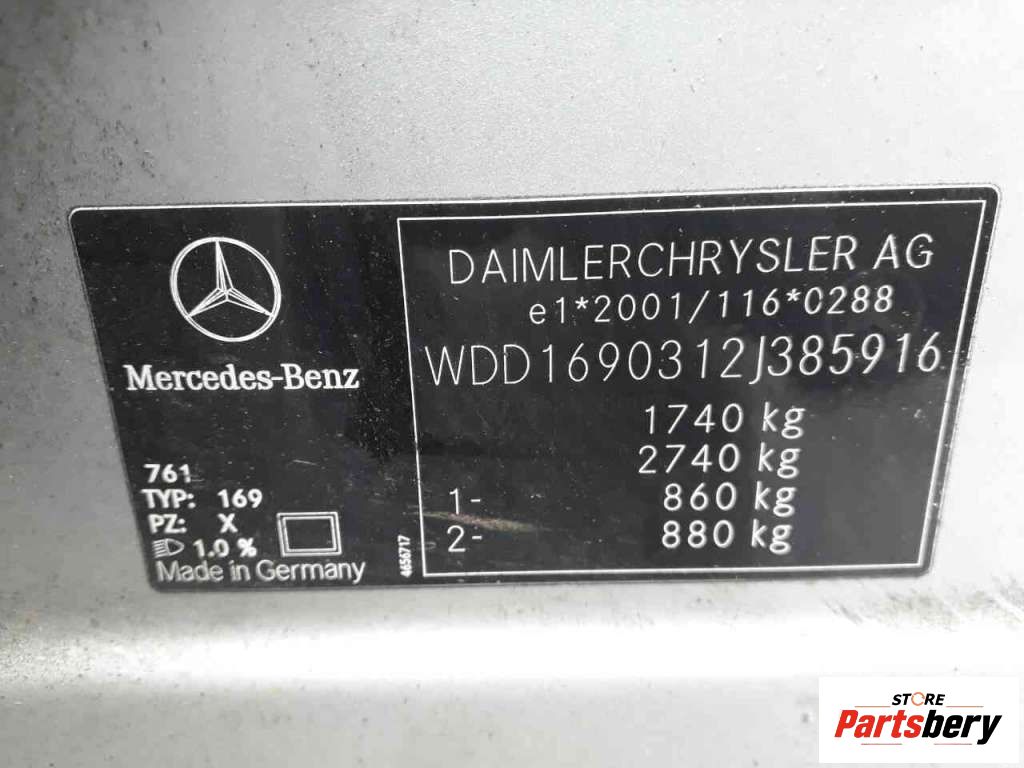 Mercedes-Benz
761
TYP: 169
PZ: X
1.0 %
Made in Germany
4656717
DAIMLERCHRYSLER AG
e1*2001/116*0288
WDD1690312J385916
1740 kg
2740 kg
1- 860 kg
2- 880 kg
STORE
Partsbery